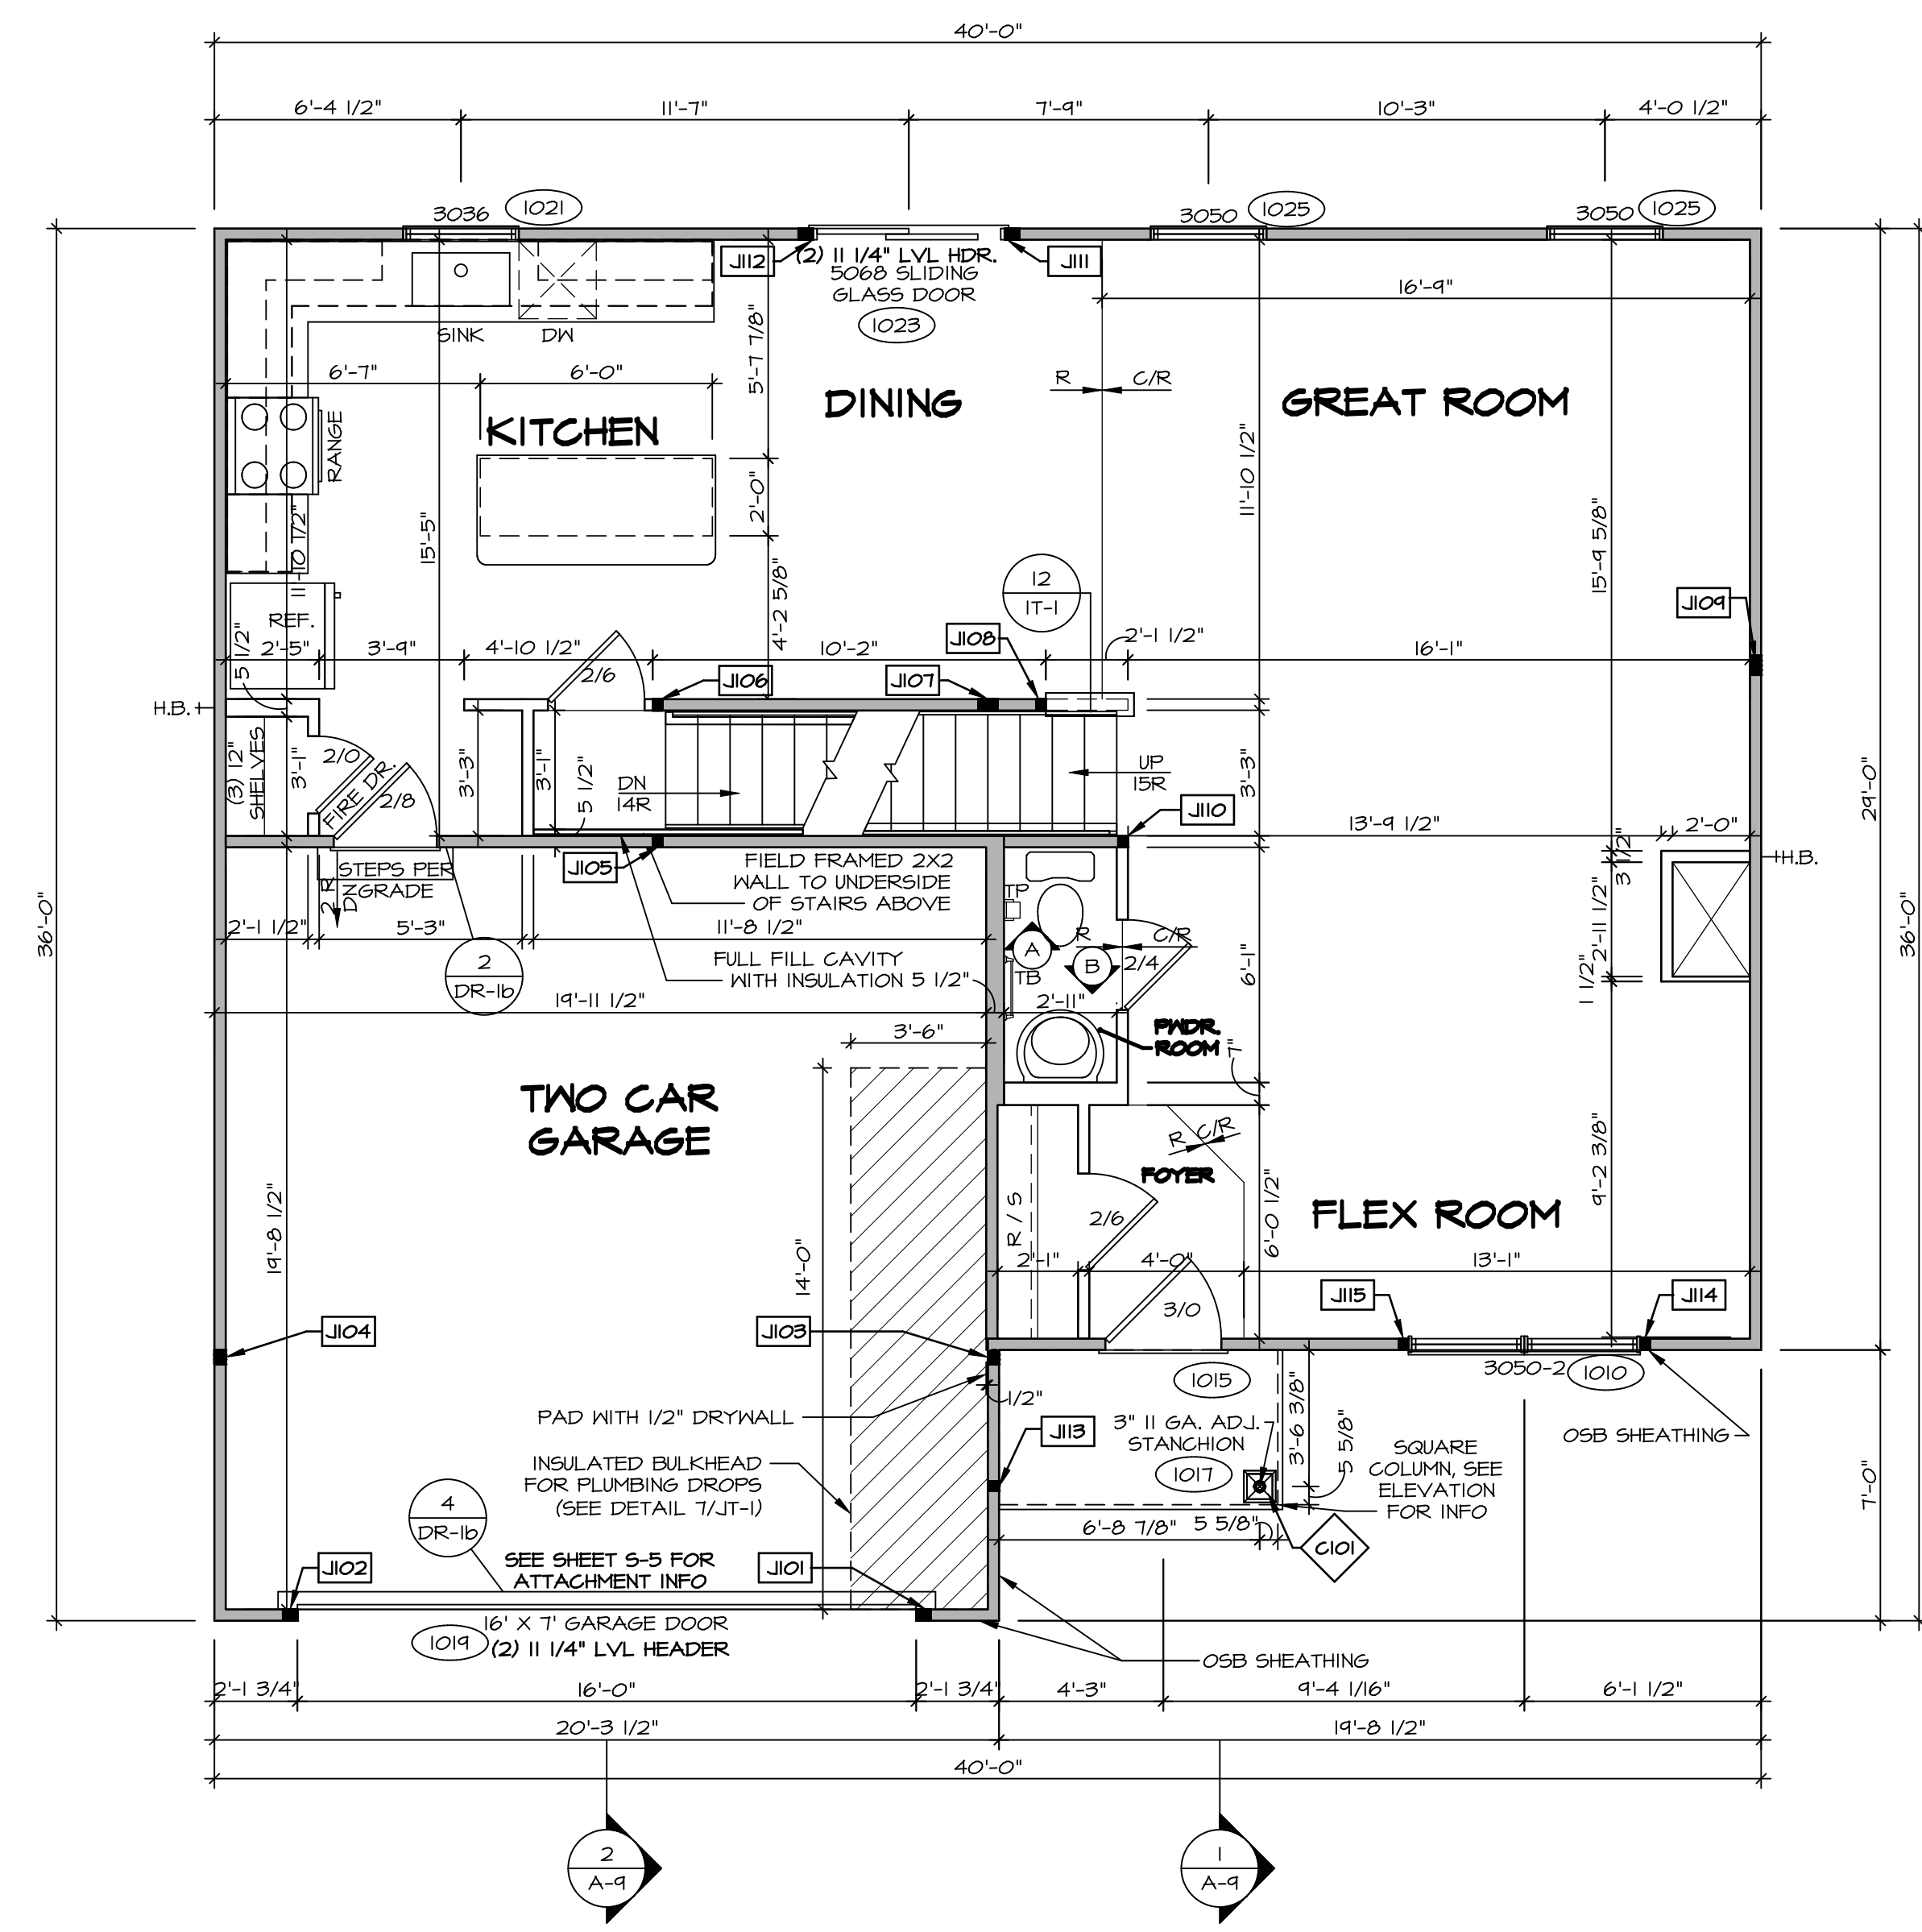 40'-0"
6'-4 1/2"
11'-7"
7'-9"
10'-3"
4'-0 1/2"
3036
1021
3050
1025
3050
1025
J112
(2) 11 1/4" LVL HDR.
5068 SLIDING
GLASS DOOR
1023
J111
16'-9"
SINK
DW
5'-7 7/8"
6'-7"
6'-0"
R
C/R
DINING
GREAT ROOM
KITCHEN
RANGE
2'-0"
11'-10 1/2"
15'-5"
11'-10 1/2"
15'-9 5/8"
4'-2 5/8"
12
1T-1
J109
REF.
5 1/2"
2'-5"
3'-9"
4'-10 1/2"
10'-2"
J108
2'-1 1/2"
16'-1"
2/6
J106
J107
H.B.
(3) 12"
SHELVES
3'-1"
2/0
FIRE DR.
2/8
3'-3"
3'-1"
5 1/2"
DN
14R
UP
15R
3'-3"
J110
29'-0"
13'-9 1/2"
2'-0"
3 1/2"
H.B.
J105
FIELD FRAMED 2X2
WALL TO UNDERSIDE
OF STAIRS ABOVE
STEPS PER
GRADE
2 R
DN
TP
36'-0"
36'-0"
2'-1 1/2"
5'-3"
11'-8 1/2"
A
R
C/R
B
2/4
6'-1"
2'-11 1/2"
2
DR-1b
FULL FILL CAVITY
WITH INSULATION
5 1/2"
TB
1 1/2"
19'-11 1/2"
2'-11"
3'-6"
PWDR.
ROOM
7"
TWO CAR
GARAGE
R
C/R
FOYER
9'-2 3/8"
19'-8 1/2"
14'-0"
R / S
2/6
6'-0 1/2"
FLEX ROOM
2'-1"
4'-0"
13'-1"
3/0
J115
J114
J104
J103
3050-2
1010
1015
1/2"
PAD WITH 1/2" DRYWALL
3" 11 GA. ADJ.
STANCHION
1017
3'-6 3/8"
5 5/8"
J113
OSB SHEATHING
SQUARE
COLUMN, SEE
ELEVATION
FOR INFO
INSULATED BULKHEAD
FOR PLUMBING DROPS
(SEE DETAIL 7/JT-1)
7'-0"
4
DR-1b
6'-8 7/8"
5 5/8"
C101
J102
SEE SHEET S-5 FOR
ATTACHMENT INFO
J101
16' X 7' GARAGE DOOR
1019
(2) 11 1/4" LVL HEADER
OSB SHEATHING
2'-1 3/4"
16'-0"
2'-1 3/4"
4'-3"
9'-4 1/16"
6'-1 1/2"
20'-3 1/2"
19'-8 1/2"
40'-0"
2
A-9
1
A-9